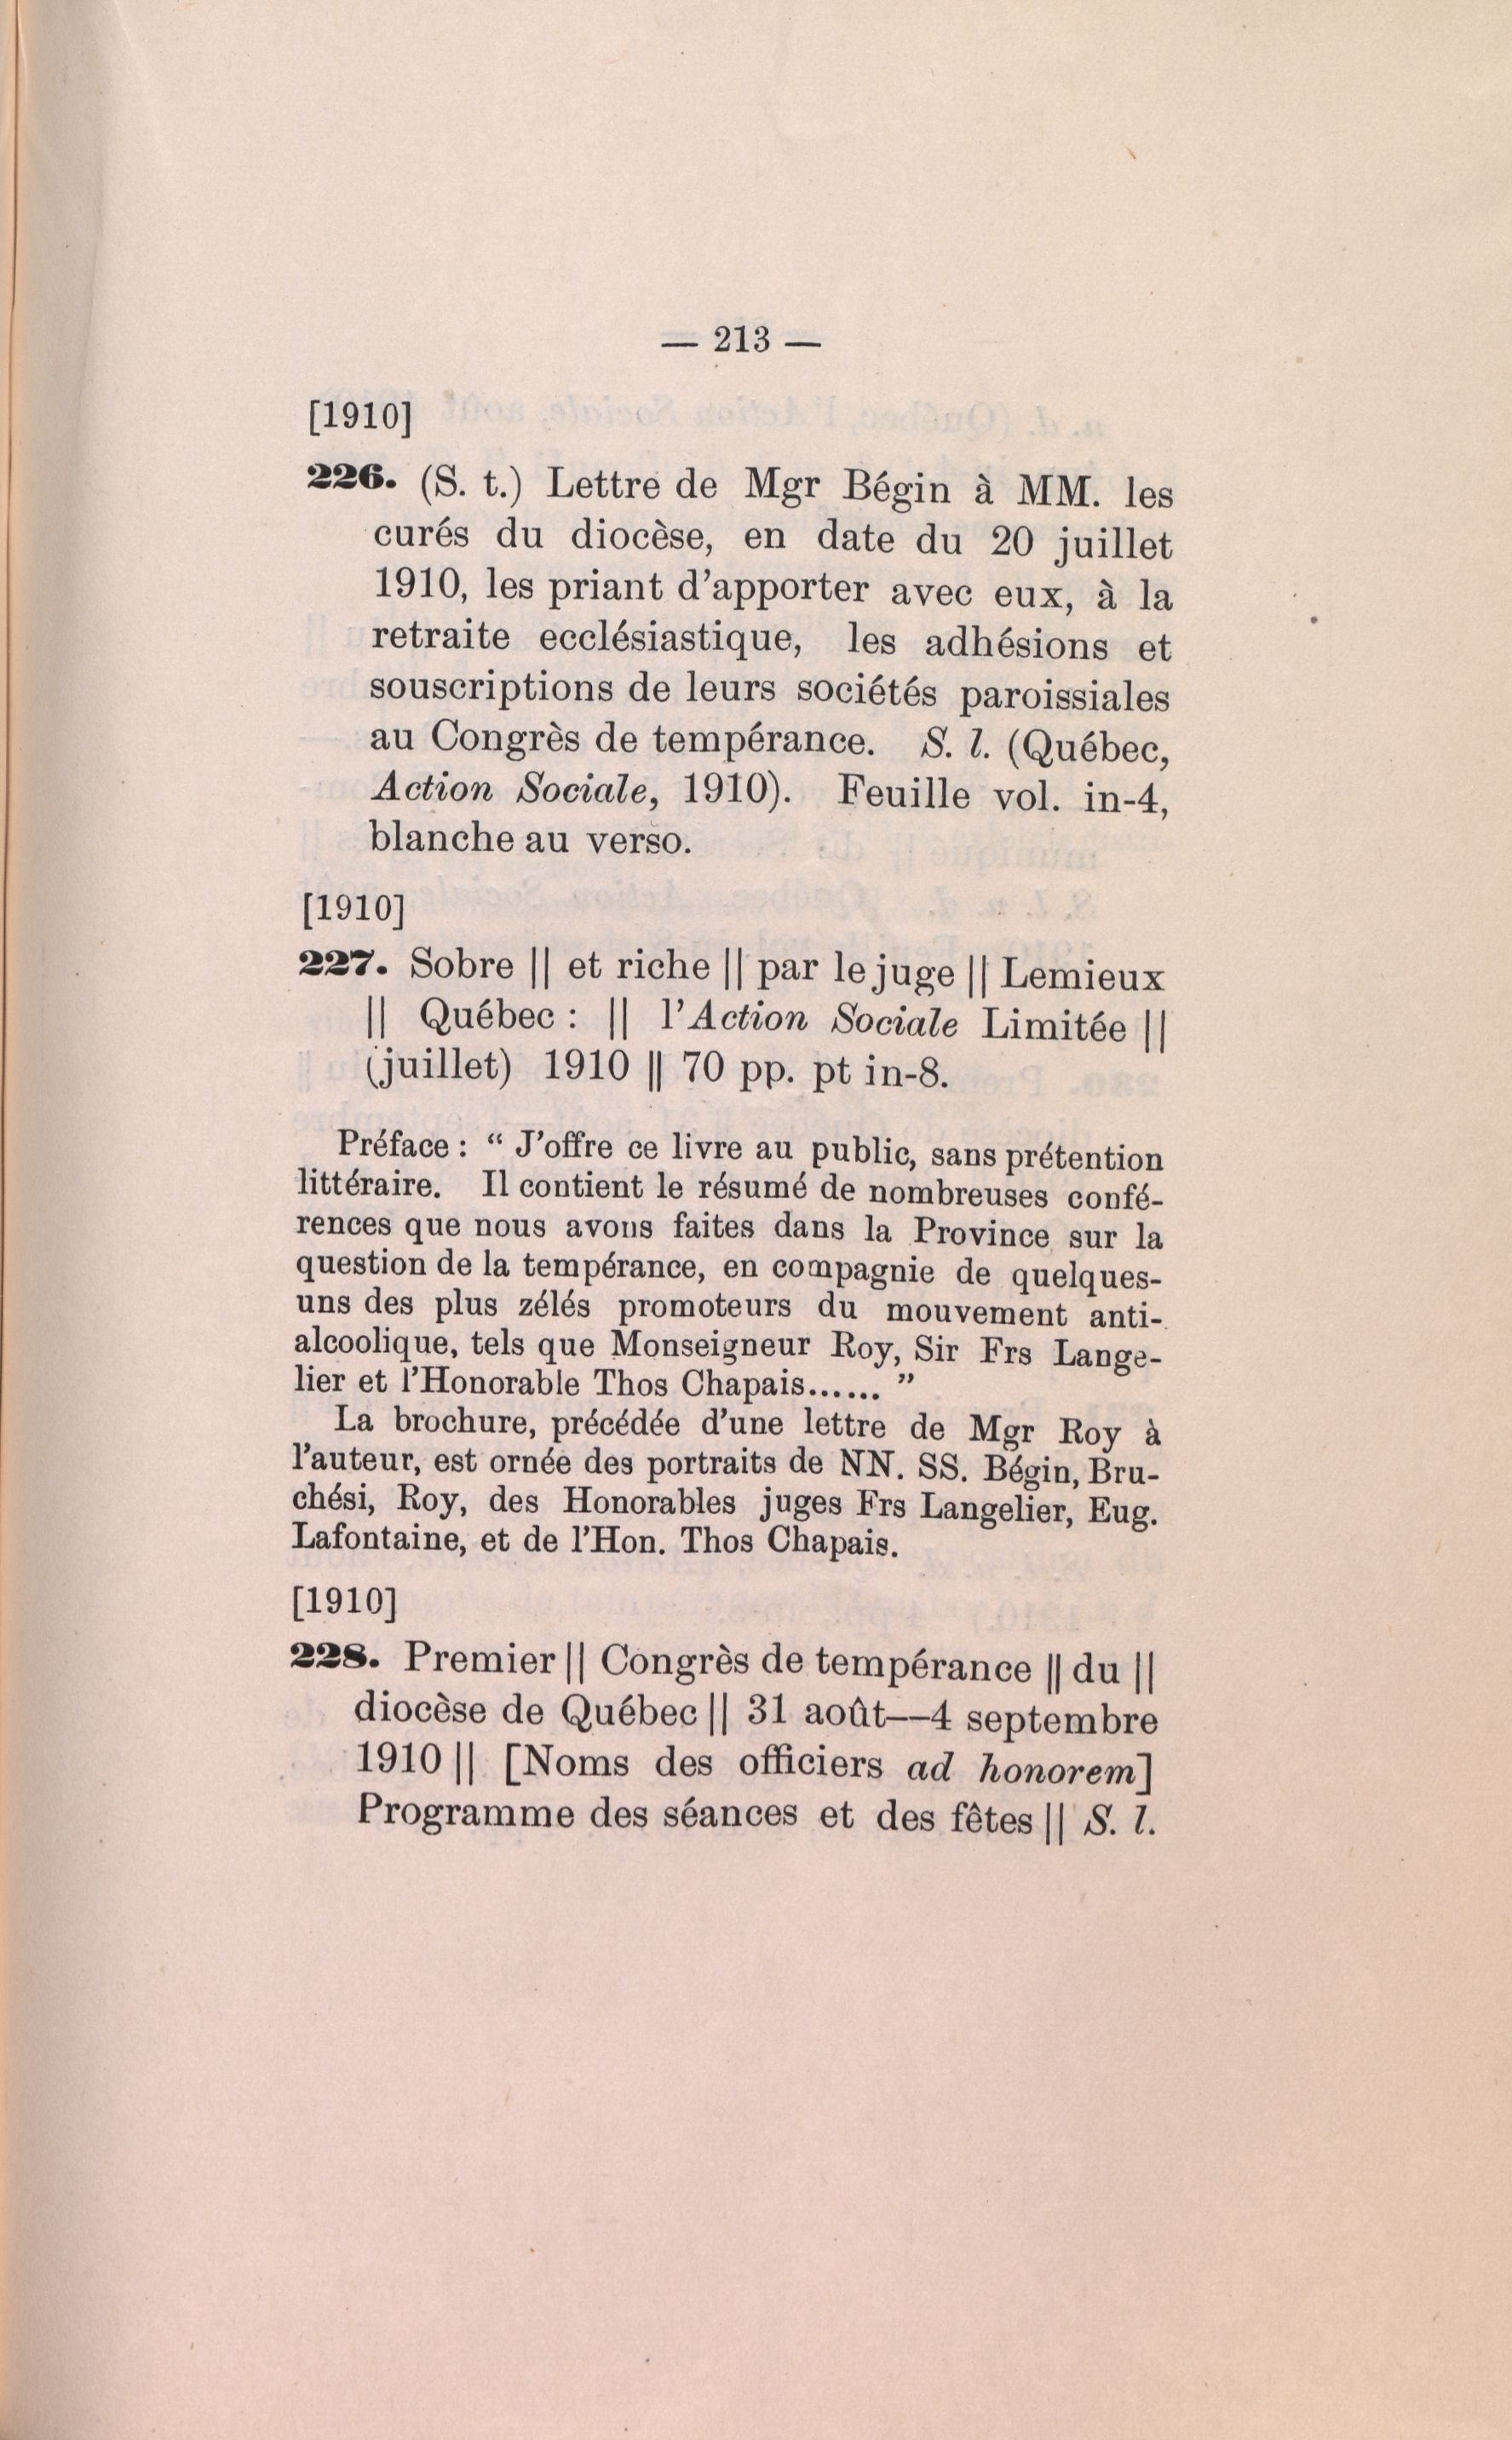 — 213 —
[1910]
226. (S. t.) Lettre de Mgr Bégin à MM. les
curés du diocèse, en date du 20 juillet
1910, les priant d'apporter avec eux, à la
retraite ecclésiastique, les adhésions et
souscriptions de leurs sociétés paroissiales
au Congrès de tempérance. S. l. (Québec,
Action Sociale, 1910). Feuille vol. in-4,
blanche au verso.
[1910]
227. Sobre || et riche || par le juge || Lemieux
|| Québec : || l'Action Sociale Limitée ||
(juillet) 1910 || 70 pp. pt in-8.
Préface : “ J'offre ce livre au public, sans prétention
littéraire. Il contient le résumé de nombreuses confé-
rences que nous avons faites dans la Province sur la
question de la tempérance, en compagnie de quelques-
uns des plus zélés promoteurs du mouvement anti-
alcoolique, tels que Monseigneur Roy, Sir Frs Lange-
lier et l'Honorable Thos Chapais...... ”
La brochure, précédée d'une lettre de Mgr Roy à
l'auteur, est ornée des portraits de NN. SS. Bégin, Bru-
chési, Roy, des Honorables juges Frs Langelier, Eug.
Lafontaine, et de l'Hon. Thos Chapais.
[1910]
228. Premier || Congrès de tempérance || du ||
diocèse de Québec || 31 août—4 septembre
1910 || [Noms des officiers ad honorem]
Programme des séances et des fêtes || S. l.